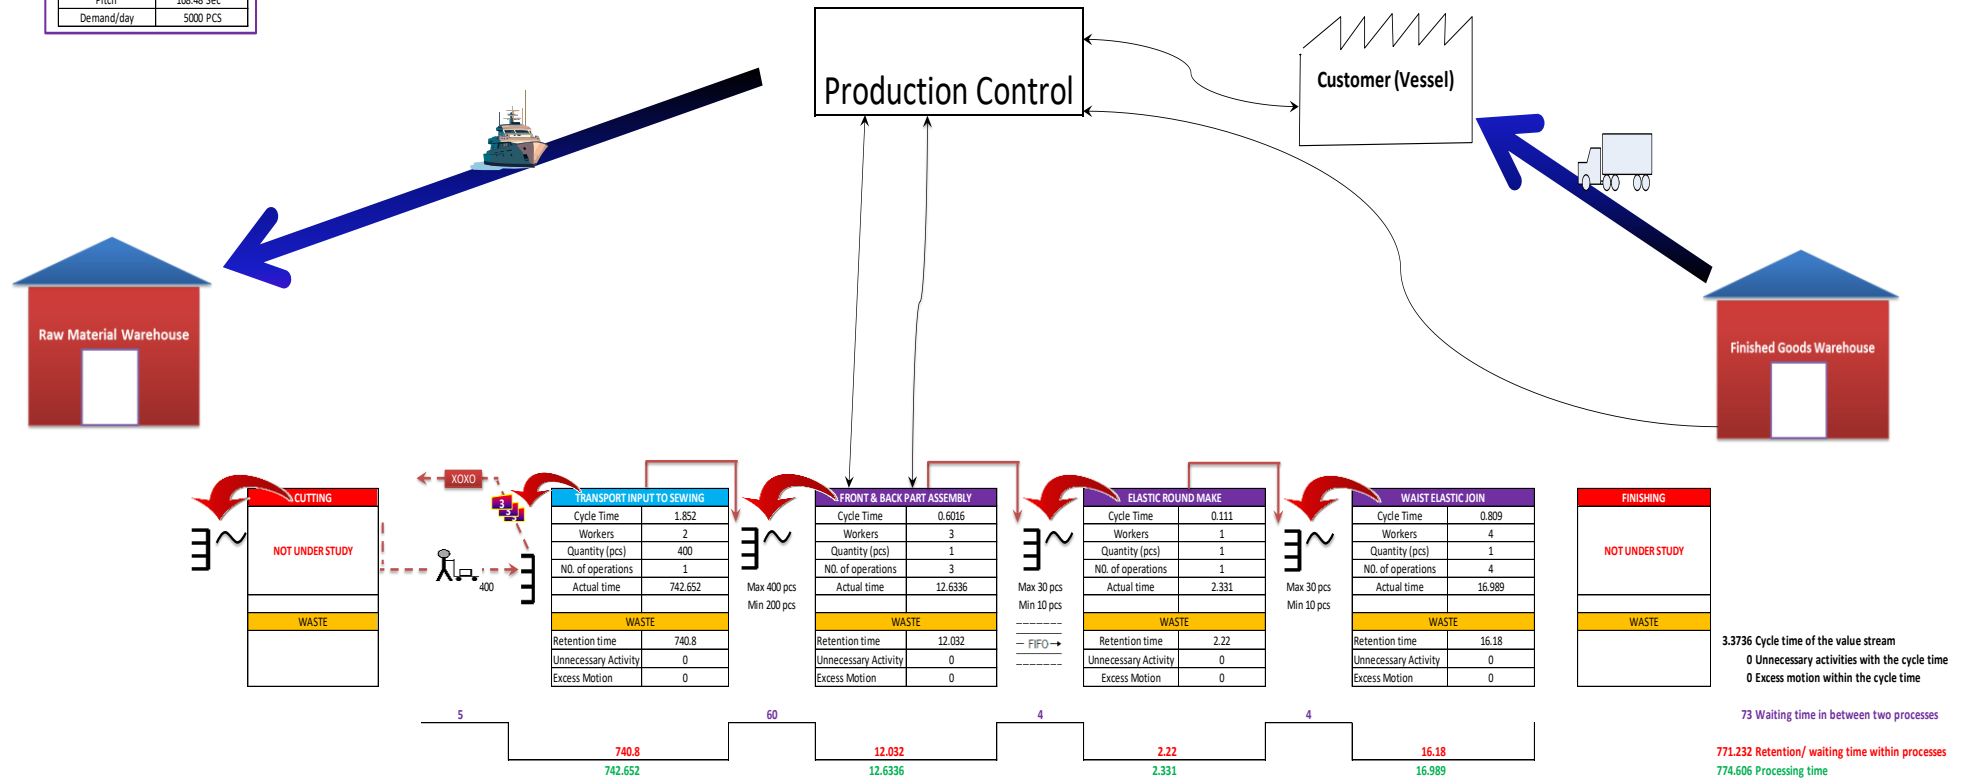 Pitch 168.48 Sec
Demand/day 5000 PCS
Production Control
Customer (Vessel)
Raw Material Warehouse
Finished Goods Warehouse
XOXO
400
3
3
CUTTING
NOT UNDER STUDY
WASTE
TRANSPORT INPUT TO SEWING
Cycle Time 1.852
Workers 2
Quantity (pcs) 400
N0. of operations 1
Actual time 742.652
WASTE
Retention time 740.8
Unnecessary Activity 0
Excess Motion 0
Max 400 pcs
Min 200 pcs
FRONT & BACK PART ASSEMBLY
Cycle Time 0.6016
Workers 3
Quantity (pcs) 1
N0. of operations 3
Actual time 12.6336
WASTE
Retention time 12.032
Unnecessary Activity 0
Excess Motion 0
Max 30 pcs
Min 10 pcs
FIFO
ELASTIC ROUND MAKE
Cycle Time 0.111
Workers 1
Quantity (pcs) 1
N0. of operations 1
Actual time 2.331
WASTE
Retention time 2.22
Unnecessary Activity 0
Excess Motion 0
Max 30 pcs
Min 10 pcs
WAIST ELASTIC JOIN
Cycle Time 0.809
Workers 4
Quantity (pcs) 1
N0. of operations 4
Actual time 16.989
WASTE
Retention time 16.18
Unnecessary Activity 0
Excess Motion 0
FINISHING
NOT UNDER STUDY
WASTE
3.3736 Cycle time of the value stream
0 Unnecessary activities with the cycle time
0 Excess motion within the cycle time
5 60 4 4
73 Waiting time in between two processes
740.8 12.032 2.22 16.18
771.232 Retention/ waiting time within processes
742.652 12.6336 2.331 16.989
774.606 Processing time